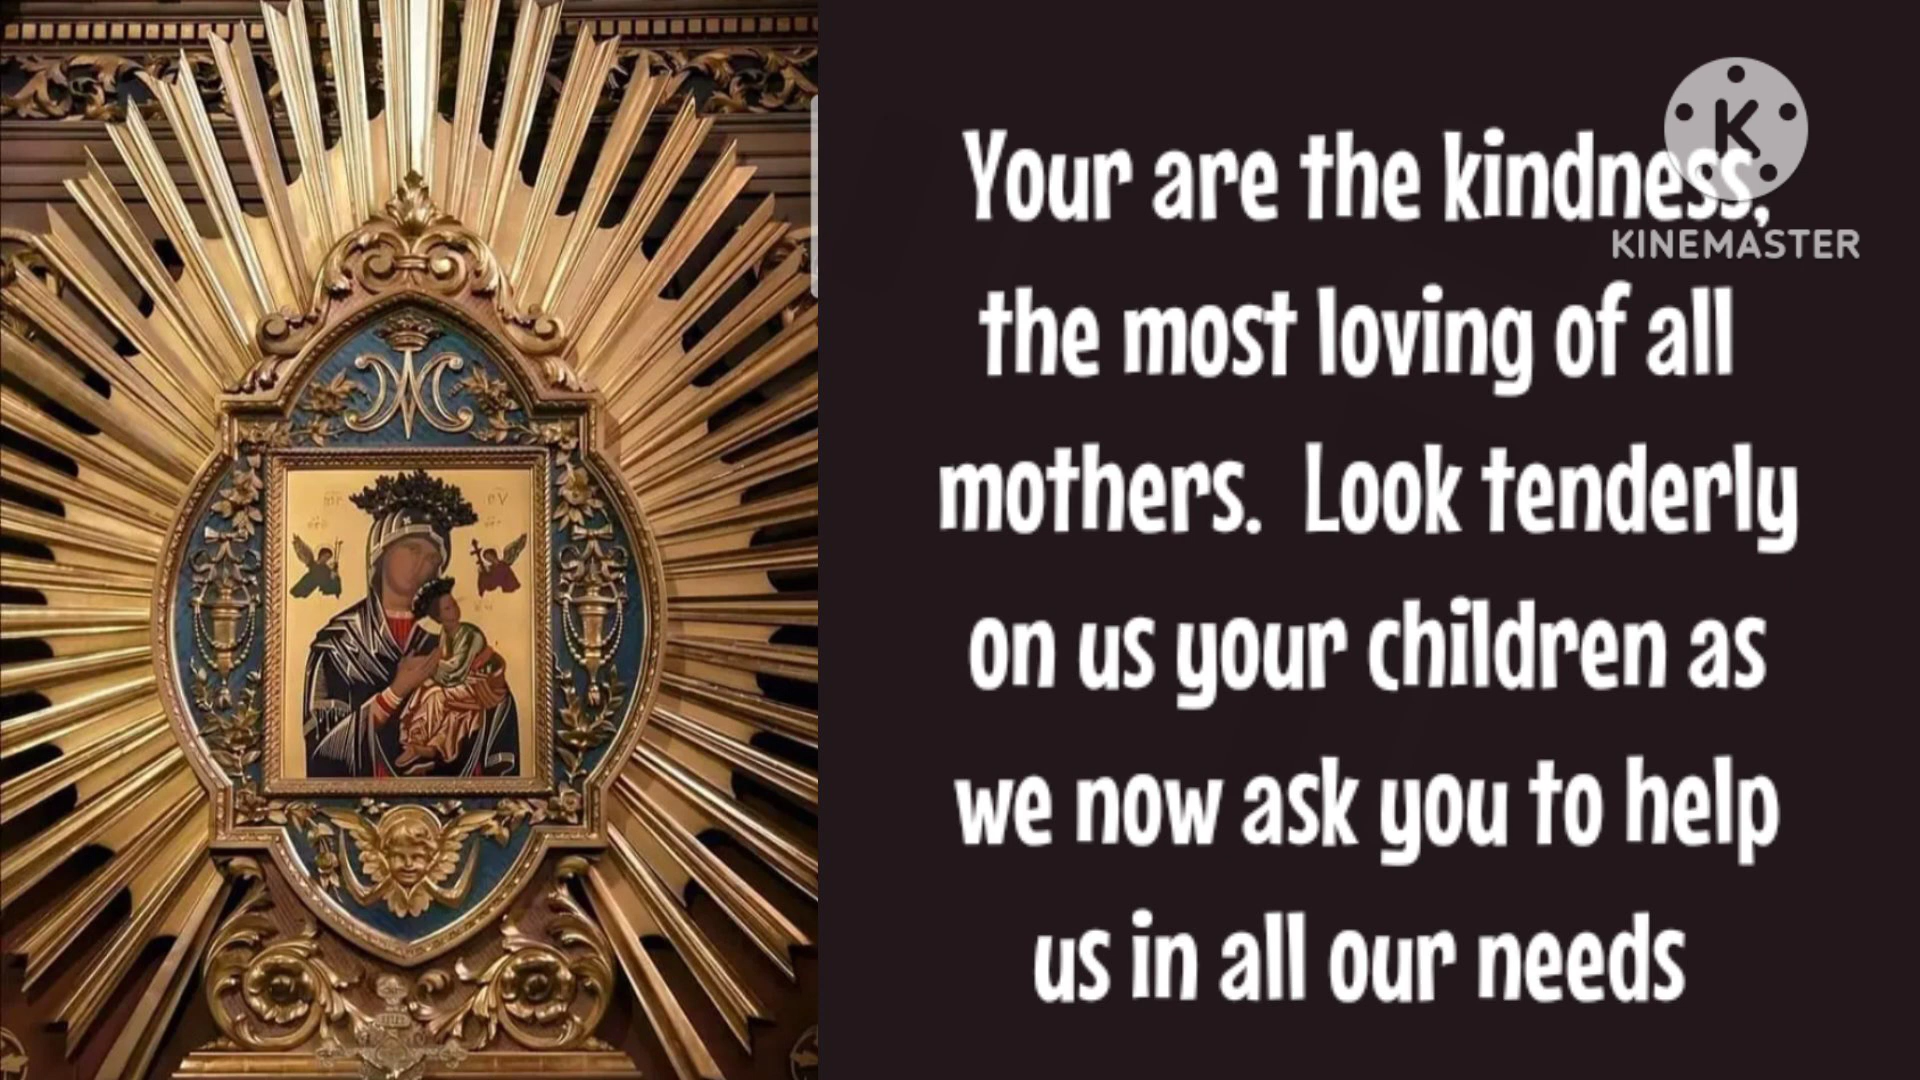 Your are the kindness,
the most loving of all
mothers. Look tenderly
on us your children as
we now ask you to help
us in all our needs
K
KINEMASTER